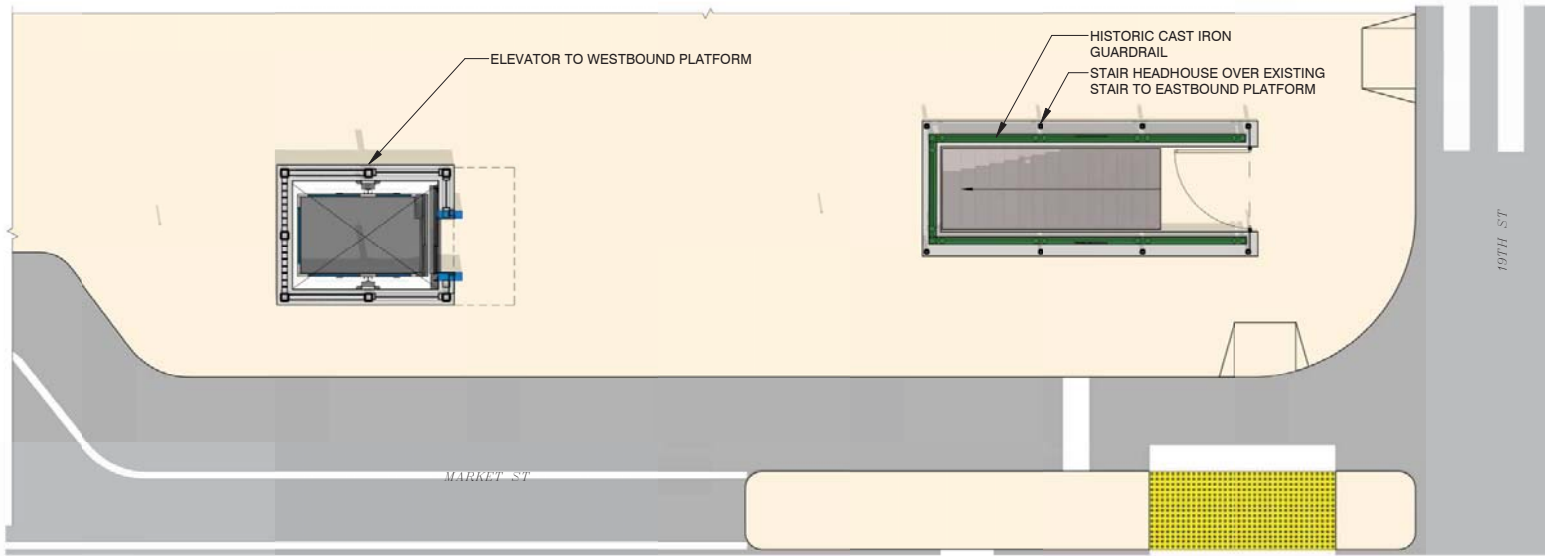 HISTORIC CAST IRON
GUARDRAIL
ELEVATOR TO WESTBOUND PLATFORM
STAIR HEADHOUSE OVER EXISTING
STAIR TO EASTBOUND PLATFORM
19TH ST
MARKET ST